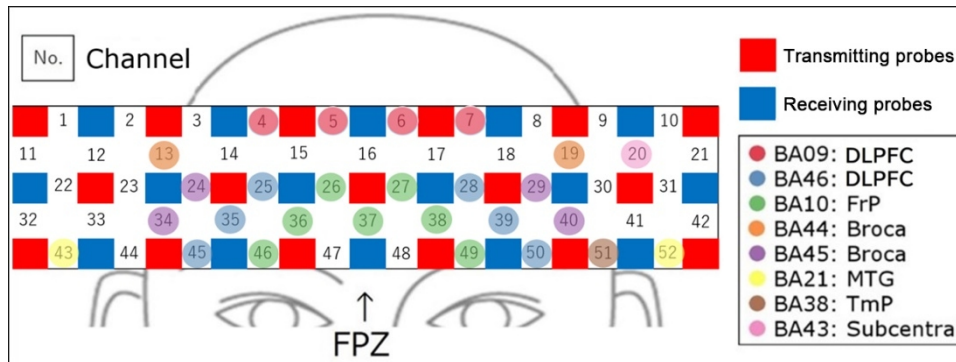 No. Channel
Transmitting probes
Receiving probes
1 2 3 4 5 6 7 8 9 10
11 12 13 14 15 16 17 18 19 20 21
22 23 24 25 26 27 28 29 30 31
32 33 34 35 36 37 38 39 40 41 42
43 44 45 46 47 48 49 50 51 52
FPZ
BA09: DLPFC
BA46: DLPFC
BA10: FrP
BA44: Broca
BA45: Broca
BA21: MTG
BA38: TmP
BA43: Subcentra